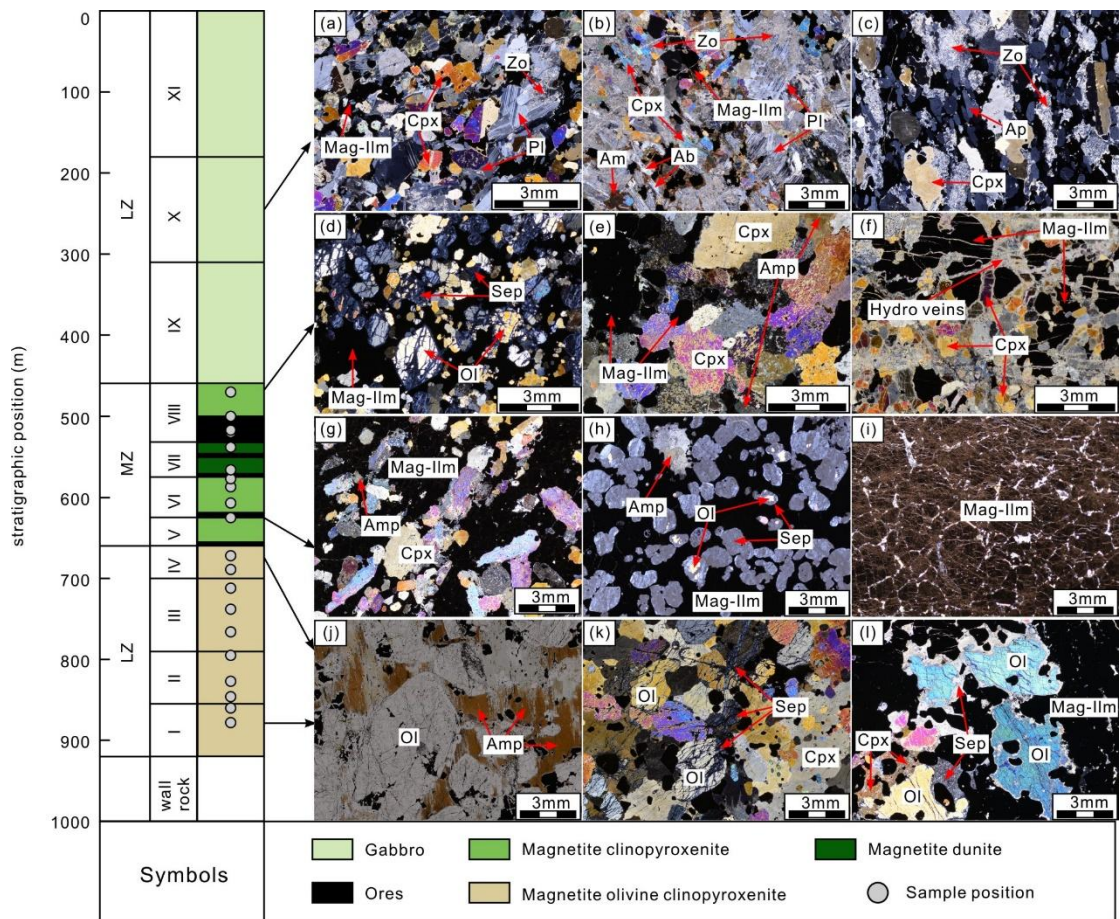 stratigraphic position (m)
0
100
200
300
400
500
600
700
800
900
1000
LZ
MZ
LZ
XI
X
IX
VIII
VII
VI
V
IV
III
II
I
wall
rock
(a)
Zo
Cpx
Mag-Ilm
Pl
3mm
(b)
Zo
Cpx
Mag-Ilm
Pl
Am
Ab
3mm
(c)
Zo
Ap
Cpx
3mm
(d)
Sep
Ol
Mag-Ilm
3mm
(e)
Cpx
Amp
Mag-Ilm
Cpx
3mm
(f)
Mag-Ilm
Hydro veins
Cpx
3mm
(g)
Mag-Ilm
Amp
Cpx
3mm
(h)
Amp
Ol
Sep
Mag-Ilm
3mm
(i)
Mag-Ilm
3mm
(j)
Ol
Amp
3mm
(k)
Ol
Sep
Ol
Cpx
3mm
(l)
Ol
Mag-Ilm
Cpx
Sep
Ol
Ol
3mm
Symbols
Gabbro
Magnetite clinopyroxenite
Magnetite dunite
Ores
Magnetite olivine clinopyroxenite
Sample position